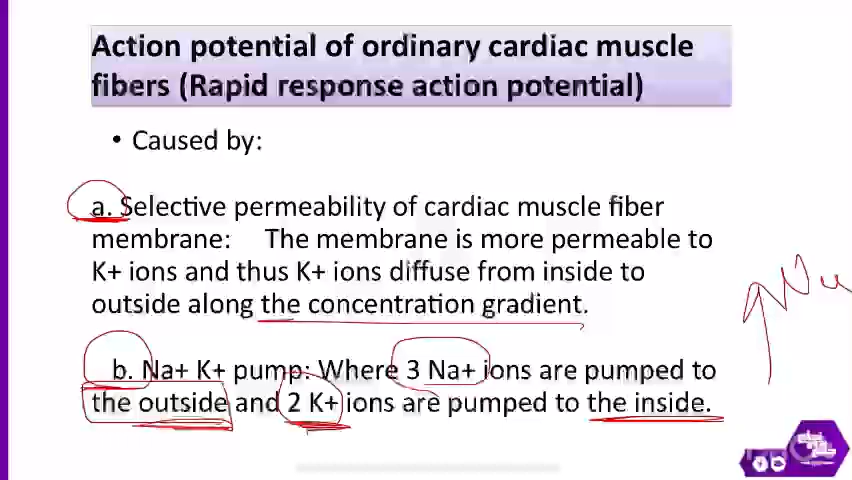 Action potential of ordinary cardiac muscle
fibers (Rapid response action potential)
• Caused by:
a. Selective permeability of cardiac muscle fiber
membrane: The membrane is more permeable to
K+ ions and thus K+ ions diffuse from inside to
outside along the concentration gradient.
b. Na+ K+ pump: Where 3 Na+ ions are pumped to
the outside and 2 K+ ions are pumped to the inside.